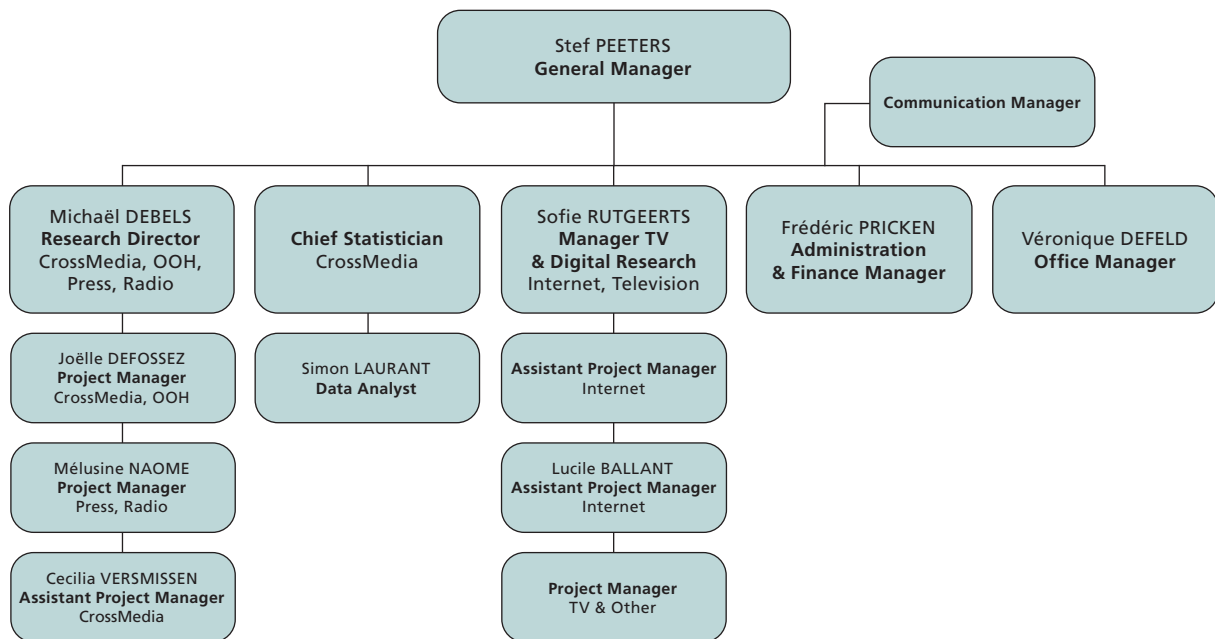 Stef PEETERS
General Manager
Communication Manager
Michaël DEBELS
Research Director
CrossMedia, OOH,
Press, Radio
Chief Statistician
CrossMedia
Sofie RUTGEERTS
Manager TV
& Digital Research
Internet, Television
Frédéric PRICKEN
Administration
& Finance Manager
Véronique DEFELD
Office Manager
Joëlle DEFOSSEZ
Project Manager
CrossMedia, OOH
Simon LAURANT
Data Analyst
Assistant Project Manager
Internet
Mélusine NAOME
Project Manager
Press, Radio
Lucile BALLANT
Assistant Project Manager
Internet
Cecilia VERSMISSEN
Assistant Project Manager
CrossMedia
Project Manager
TV & Other